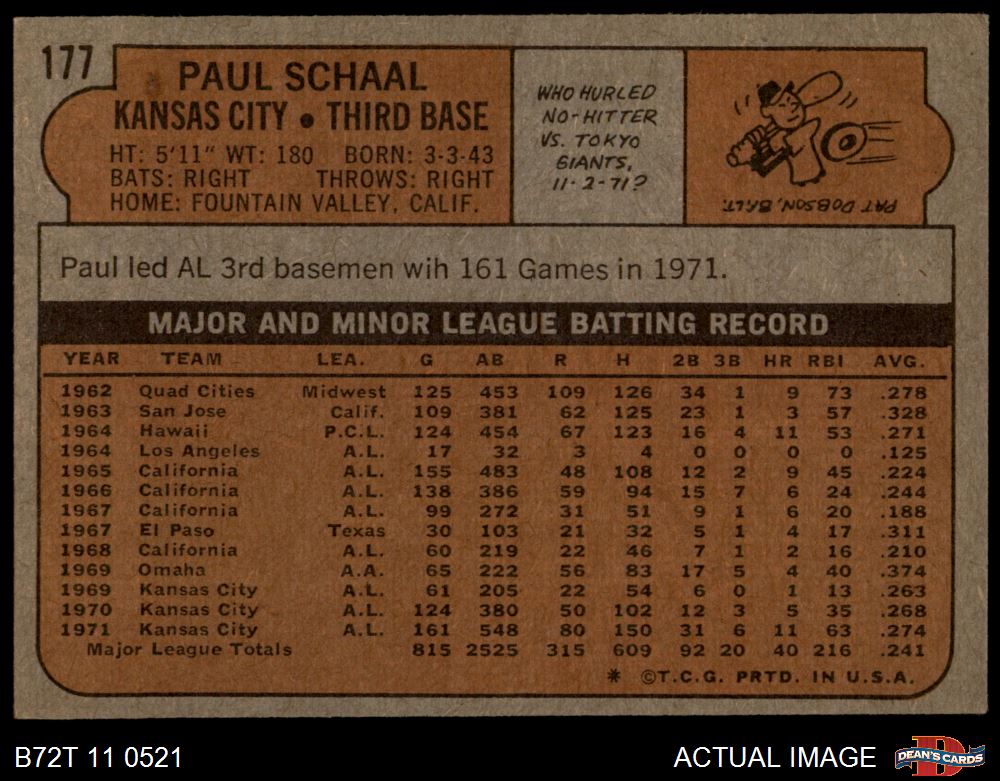 177
PAUL SCHAAL
KANSAS CITY • THIRD BASE
HT: 5'11" WT: 180 BORN: 3-3-43
BATS: RIGHT THROWS: RIGHT
HOME: FOUNTAIN VALLEY, CALIF.
WHO HURLED
NO-HITTER
VS. TOKYO
GIANTS,
11-2-71?
PAT DOBSON, BALT.
Paul led AL 3rd basemen wih 161 Games in 1971.
MAJOR AND MINOR LEAGUE BATTING RECORD
YEAR TEAM LEA. G AB R H 2B 3B HR RBI AVG.
1962 Quad Cities Midwest 125 453 109 126 34 1 9 73 .278
1963 San Jose Calif. 109 381 62 125 23 1 3 57 .328
1964 Hawaii P.C.L. 124 454 67 123 16 4 11 53 .271
1964 Los Angeles A.L. 17 32 3 4 0 0 0 0 .125
1965 California A.L. 155 483 48 108 12 2 9 45 .224
1966 California A.L. 138 386 59 94 15 7 6 24 .244
1967 California A.L. 99 272 31 51 9 1 6 20 .188
1967 El Paso Texas 30 103 21 32 5 1 4 17 .311
1968 California A.L. 60 219 22 46 7 1 2 16 .210
1969 Omaha A.A. 65 222 56 83 17 5 4 40 .374
1969 Kansas City A.L. 61 205 22 54 6 0 1 13 .263
1970 Kansas City A.L. 124 380 50 102 12 3 5 35 .268
1971 Kansas City A.L. 161 548 80 150 31 6 11 63 .274
Major League Totals 815 2525 315 609 92 20 40 216 .241
* ©T.C.G. PRTD. IN U.S.A.
B72T 11 0521
ACTUAL IMAGE
D
DEAN'S CARDS